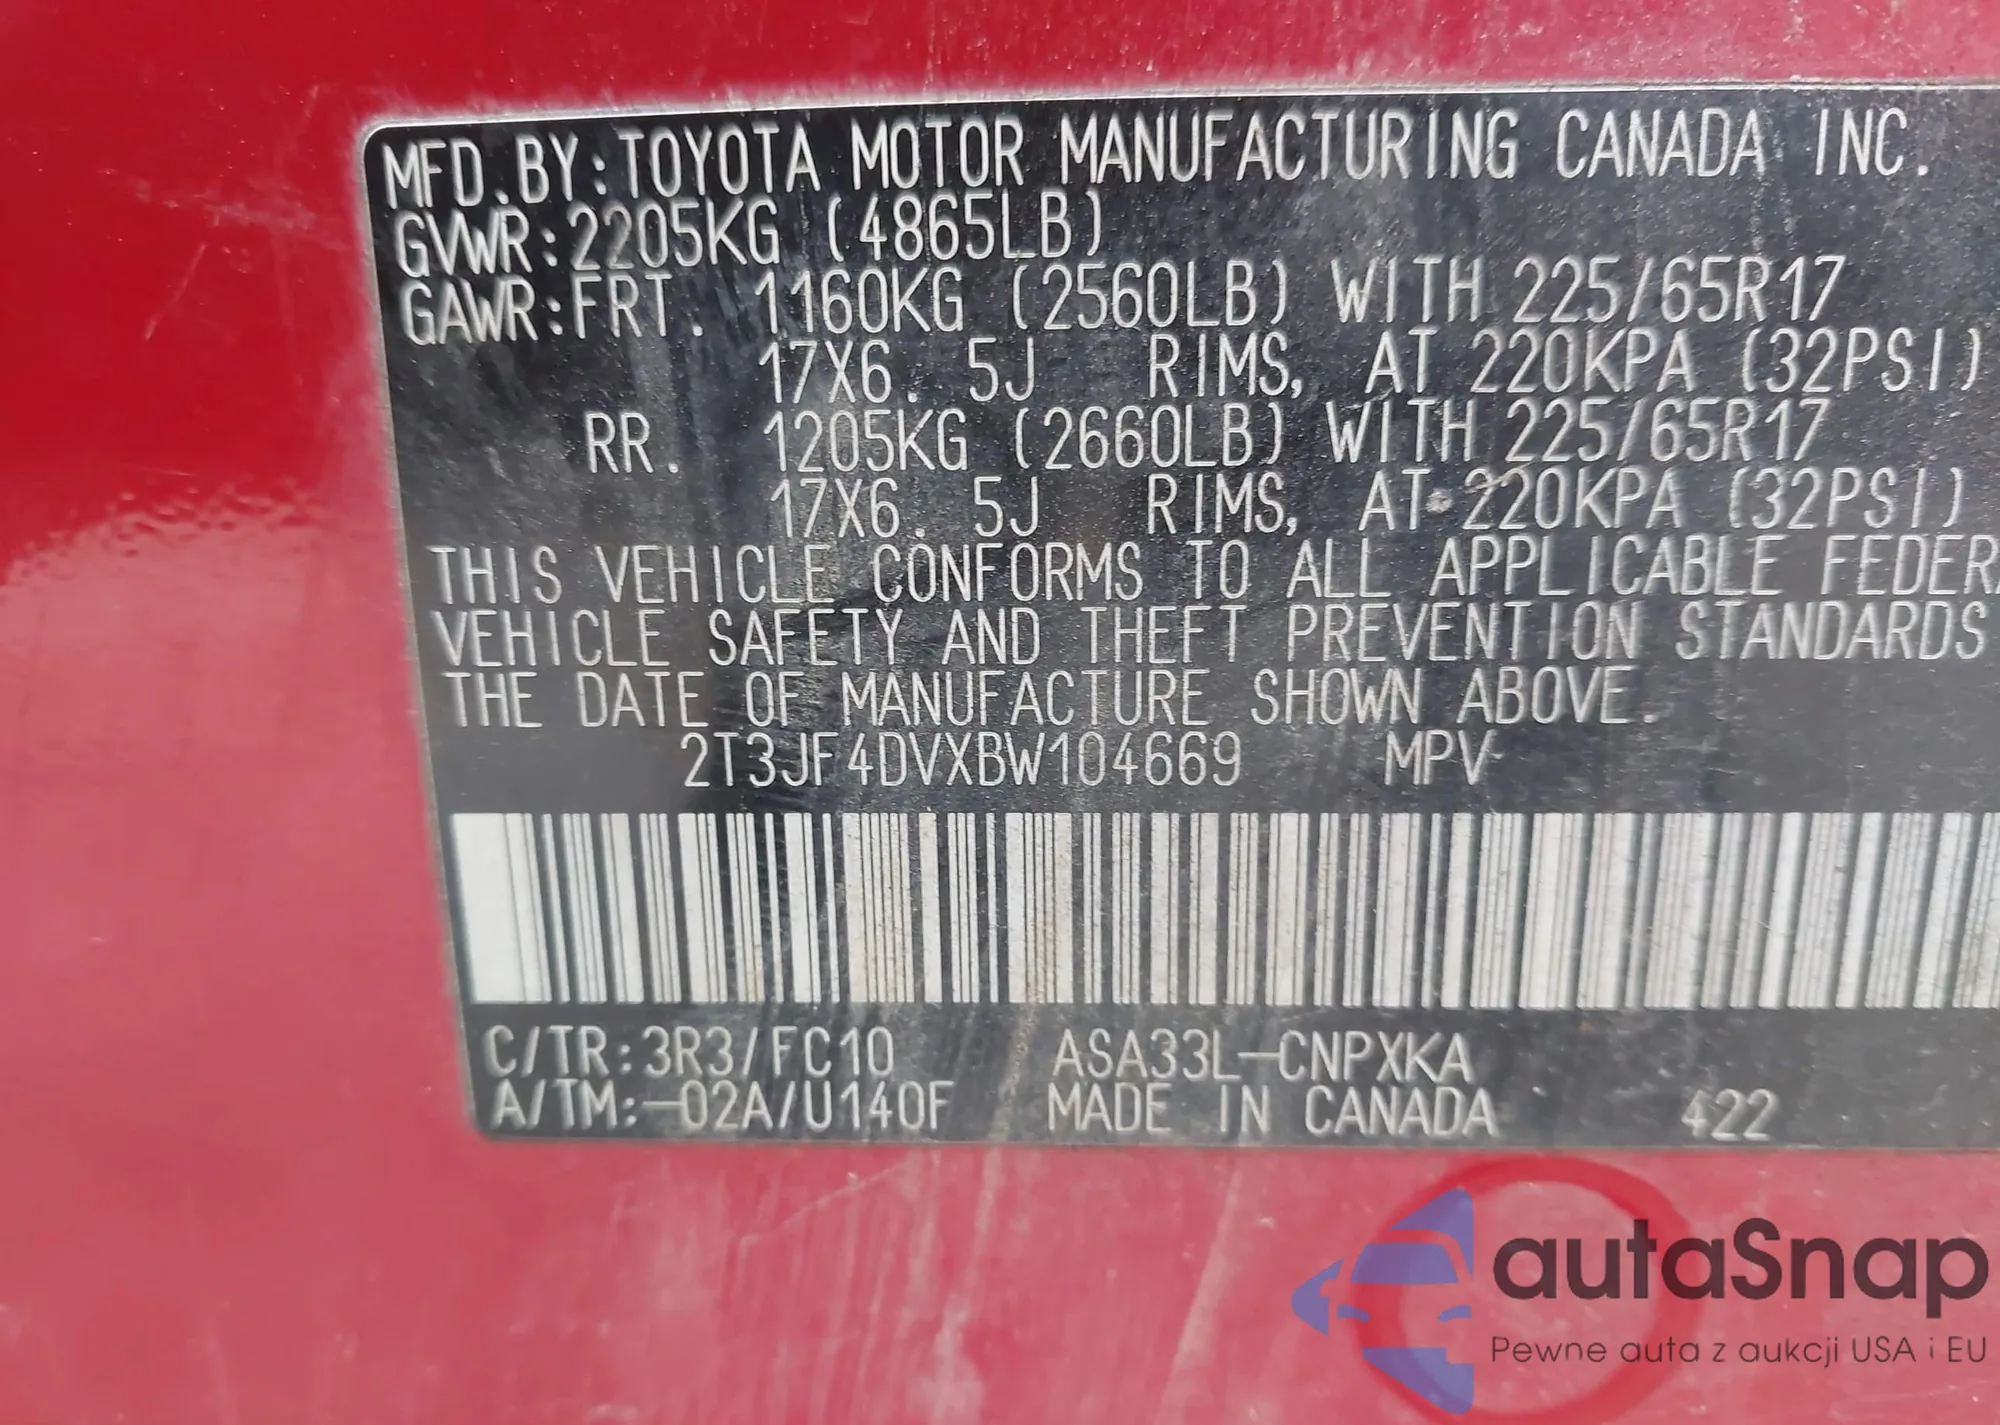 MFD.BY:TOYOTA MOTOR MANUFACTURING CANADA INC.
GVWR:2205KG (4865LB)
GAWR:FRT. 1160KG (2560LB) WITH 225/65R17
17X6. 5J RIMS, AT 220KPA (32PSI)
RR. 1205KG (2660LB) WITH 225/65R17
17X6. 5J RIMS, AT 220KPA (32PSI)
THIS VEHICLE CONFORMS TO ALL APPLICABLE
VEHICLE SAFETY AND THEFT PREVENTION STANDARDS
THE DATE OF MANUFACTURE SHOWN ABOVE.
2T3JF4DVXBW104669 MPV
C/TR:3R3/FC10 ASA33L-CNPXKA
A/TM:-02A/U140F MADE IN CANADA 422
autaSnap
Pewne auta z aukcji USA i EU